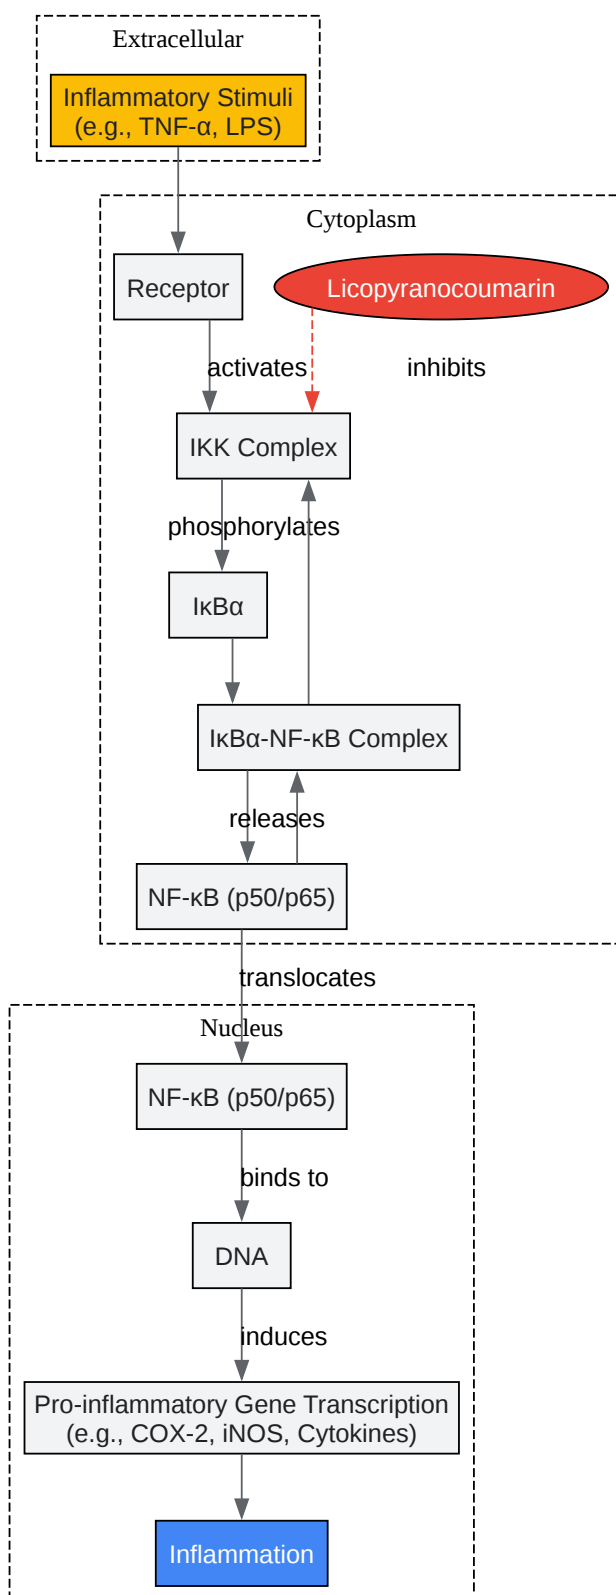 Extracellular
Inflammatory Stimuli
(e.g., TNF-α, LPS)
Cytoplasm
Receptor
Licopyranocoumarin
activates
inhibits
IKK Complex
phosphorylates
IκBα
IκBα-NF-κB Complex
releases
NF-κB (p50/p65)
translocates
Nucleus
NF-κB (p50/p65)
binds to
DNA
induces
Pro-inflammatory Gene Transcription
(e.g., COX-2, iNOS, Cytokines)
Inflammation